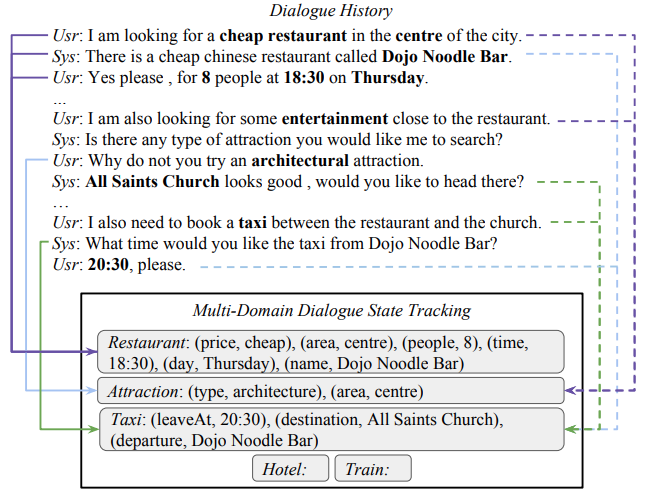 Dialogue History
Usr: I am looking for a cheap restaurant in the centre of the city.
Sys: There is a cheap chinese restaurant called Dojo Noodle Bar.
Usr: Yes please , for 8 people at 18:30 on Thursday.
...
Usr: I am also looking for some entertainment close to the restaurant.
Sys: Is there any type of attraction you would like me to search?
Usr: Why do not you try an architectural attraction.
Sys: All Saints Church looks good , would you like to head there?
...
Usr: I also need to book a taxi between the restaurant and the church.
Sys: What time would you like the taxi from Dojo Noodle Bar?
Usr: 20:30, please.
Multi-Domain Dialogue State Tracking
Restaurant: (price, cheap), (area, centre), (people, 8), (time,
18:30), (day, Thursday), (name, Dojo Noodle Bar)
Attraction: (type, architecture), (area, centre)
Taxi: (leaveAt, 20:30), (destination, All Saints Church),
(departure, Dojo Noodle Bar)
Hotel: Train: